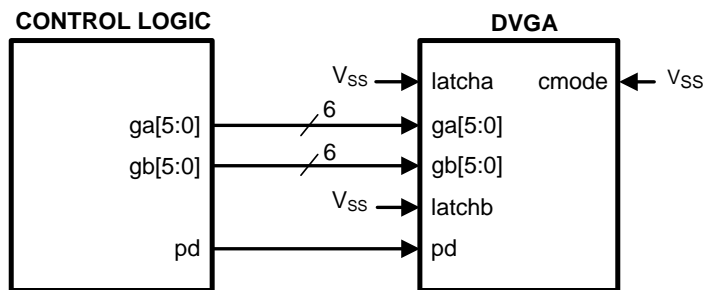 CONTROL LOGIC
DVGA
VSS latcha cmode VSS
ga[5:0] 6 ga[5:0]
gb[5:0] 6 gb[5:0]
VSS latchb
pd pd